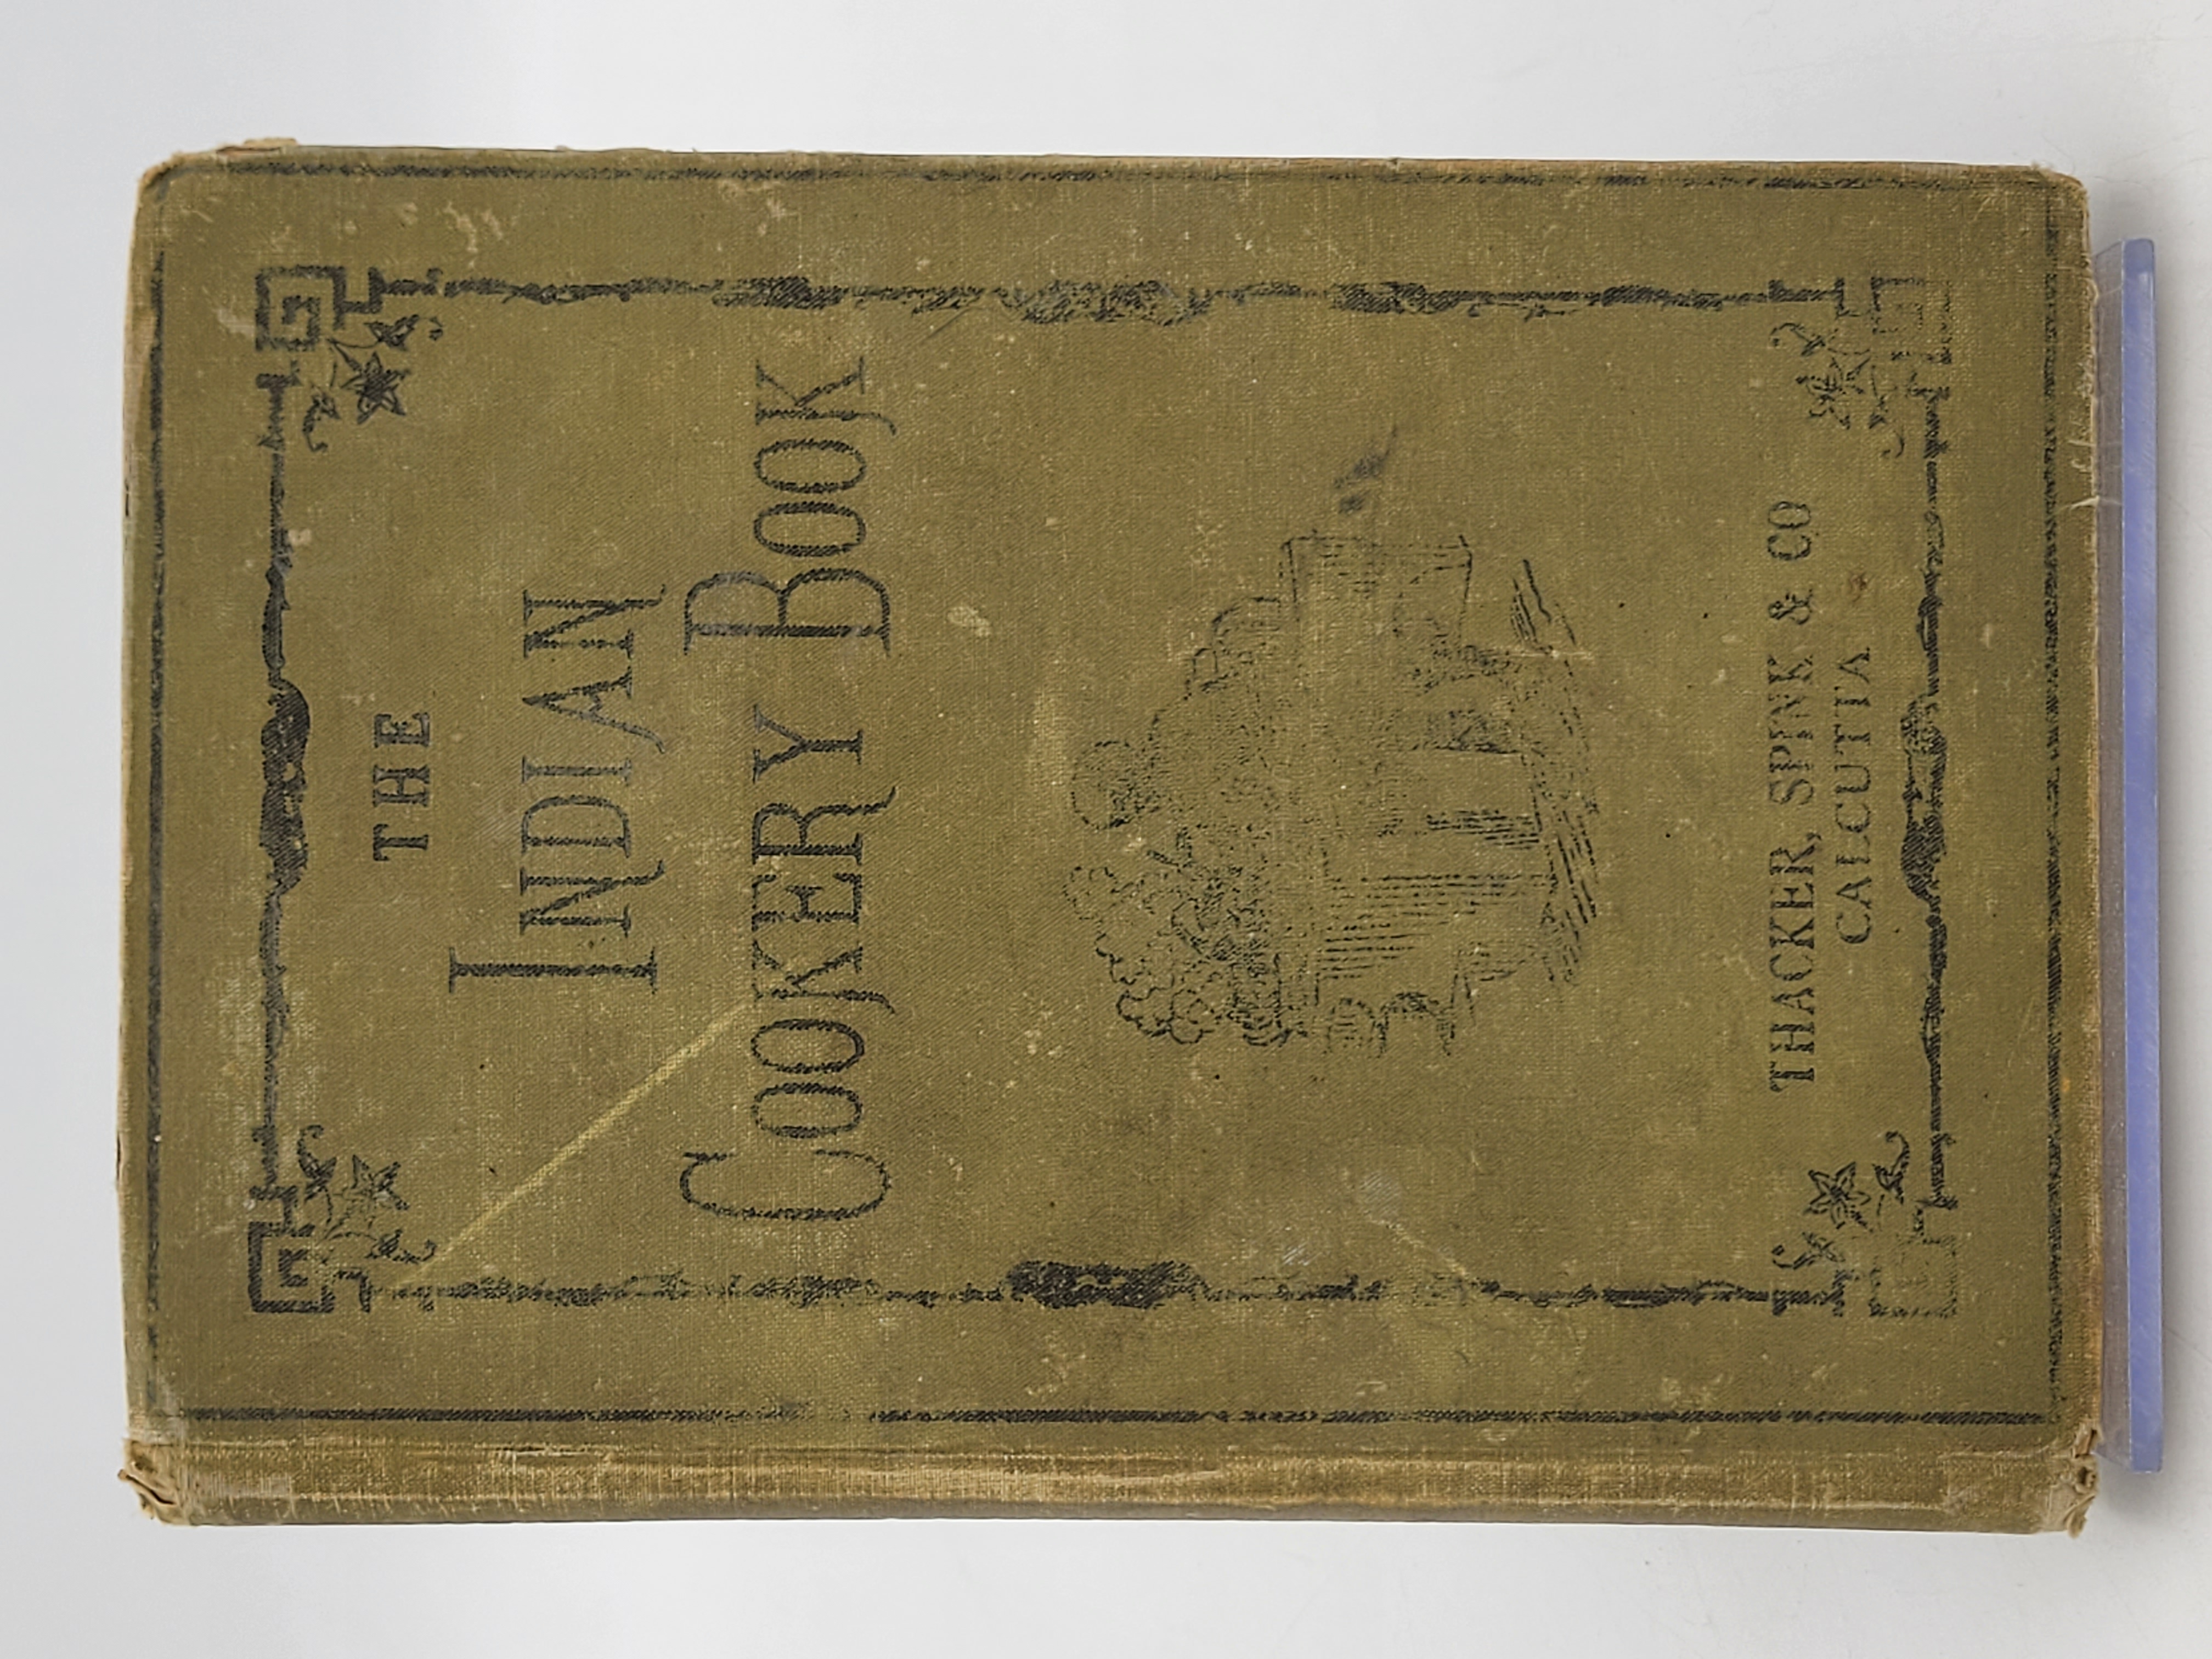 THE
INDIAN
COOKERY BOOK
THACKER, SPINK & CO
CALCUTTA